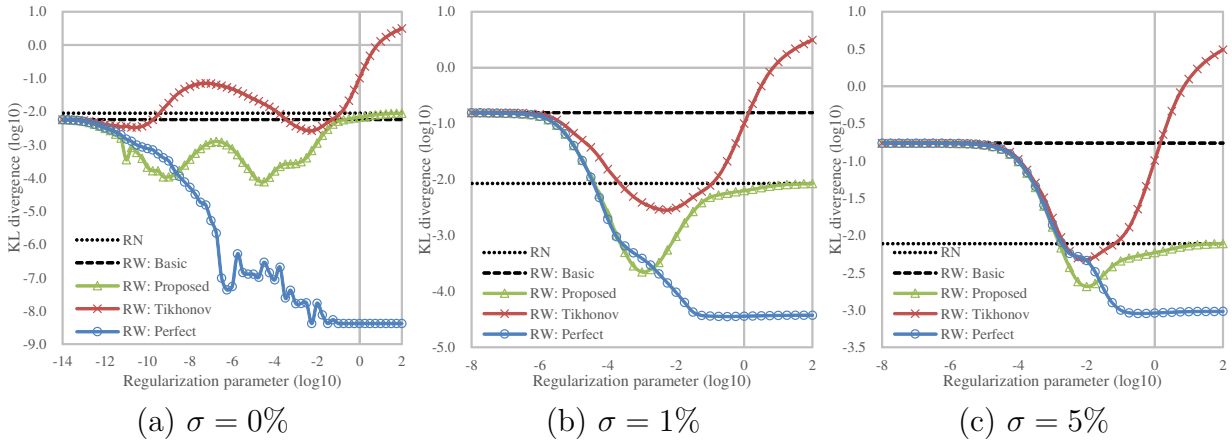 1.0
0.0
-1.0
-2.0
-3.0
-4.0
-5.0
-6.0
-7.0
-8.0
-9.0
KL divergence (log10)
RN
RW: Basic
RW: Proposed
RW: Tikhonov
RW: Perfect
-14 -12 -10 -8 -6 -4 -2 0 2
Regularization parameter (log10)
(a) σ = 0%
1.0
0.0
-1.0
-2.0
-3.0
-4.0
-5.0
KL divergence (log10)
RN
RW: Basic
RW: Proposed
RW: Tikhonov
RW: Perfect
-8 -6 -4 -2 0 2
Regularization parameter (log10)
(b) σ = 1%
1.0
0.5
0.0
-0.5
-1.0
-1.5
-2.0
-2.5
-3.0
-3.5
KL divergence (log10)
RN
RW: Basic
RW: Proposed
RW: Tikhonov
RW: Perfect
-8 -6 -4 -2 0 2
Regularization parameter (log10)
(c) σ = 5%